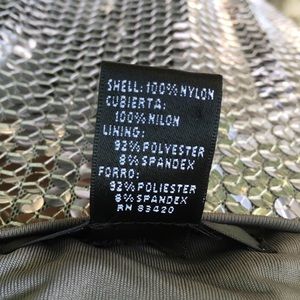 SHELL: 100% NYLON
CUBIERTA:
100% NILON
LINING:
92% POLYESTER
8% SPANDEX
FORRO:
92% POLIESTER
8% SPANDEX
RN 83420